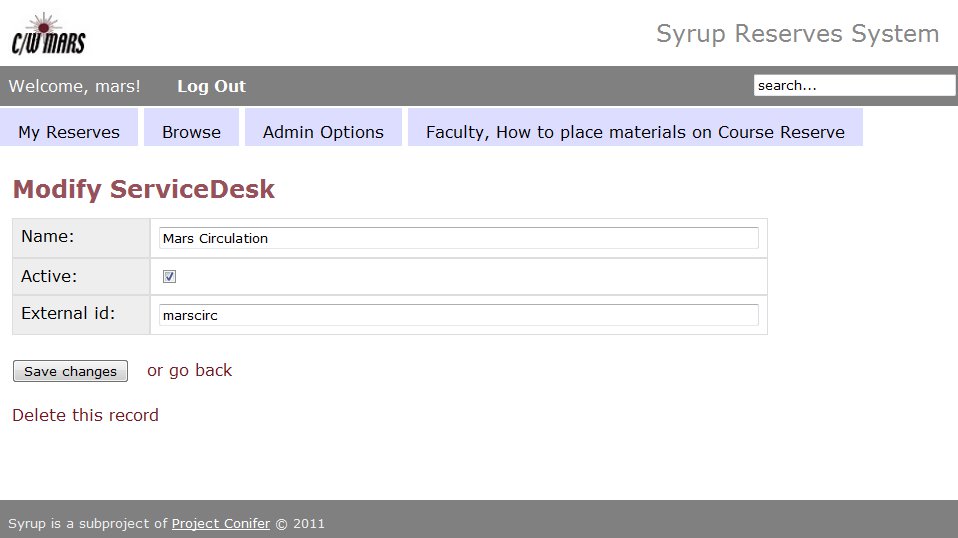 C/W MARS
Syrup Reserves System
Welcome, mars! Log Out search...
My Reserves Browse Admin Options Faculty, How to place materials on Course Reserve
Modify ServiceDesk
Name: Mars Circulation
Active:
External id: marscirc
Save changes or go back
Delete this record
Syrup is a subproject of Project Conifer © 2011